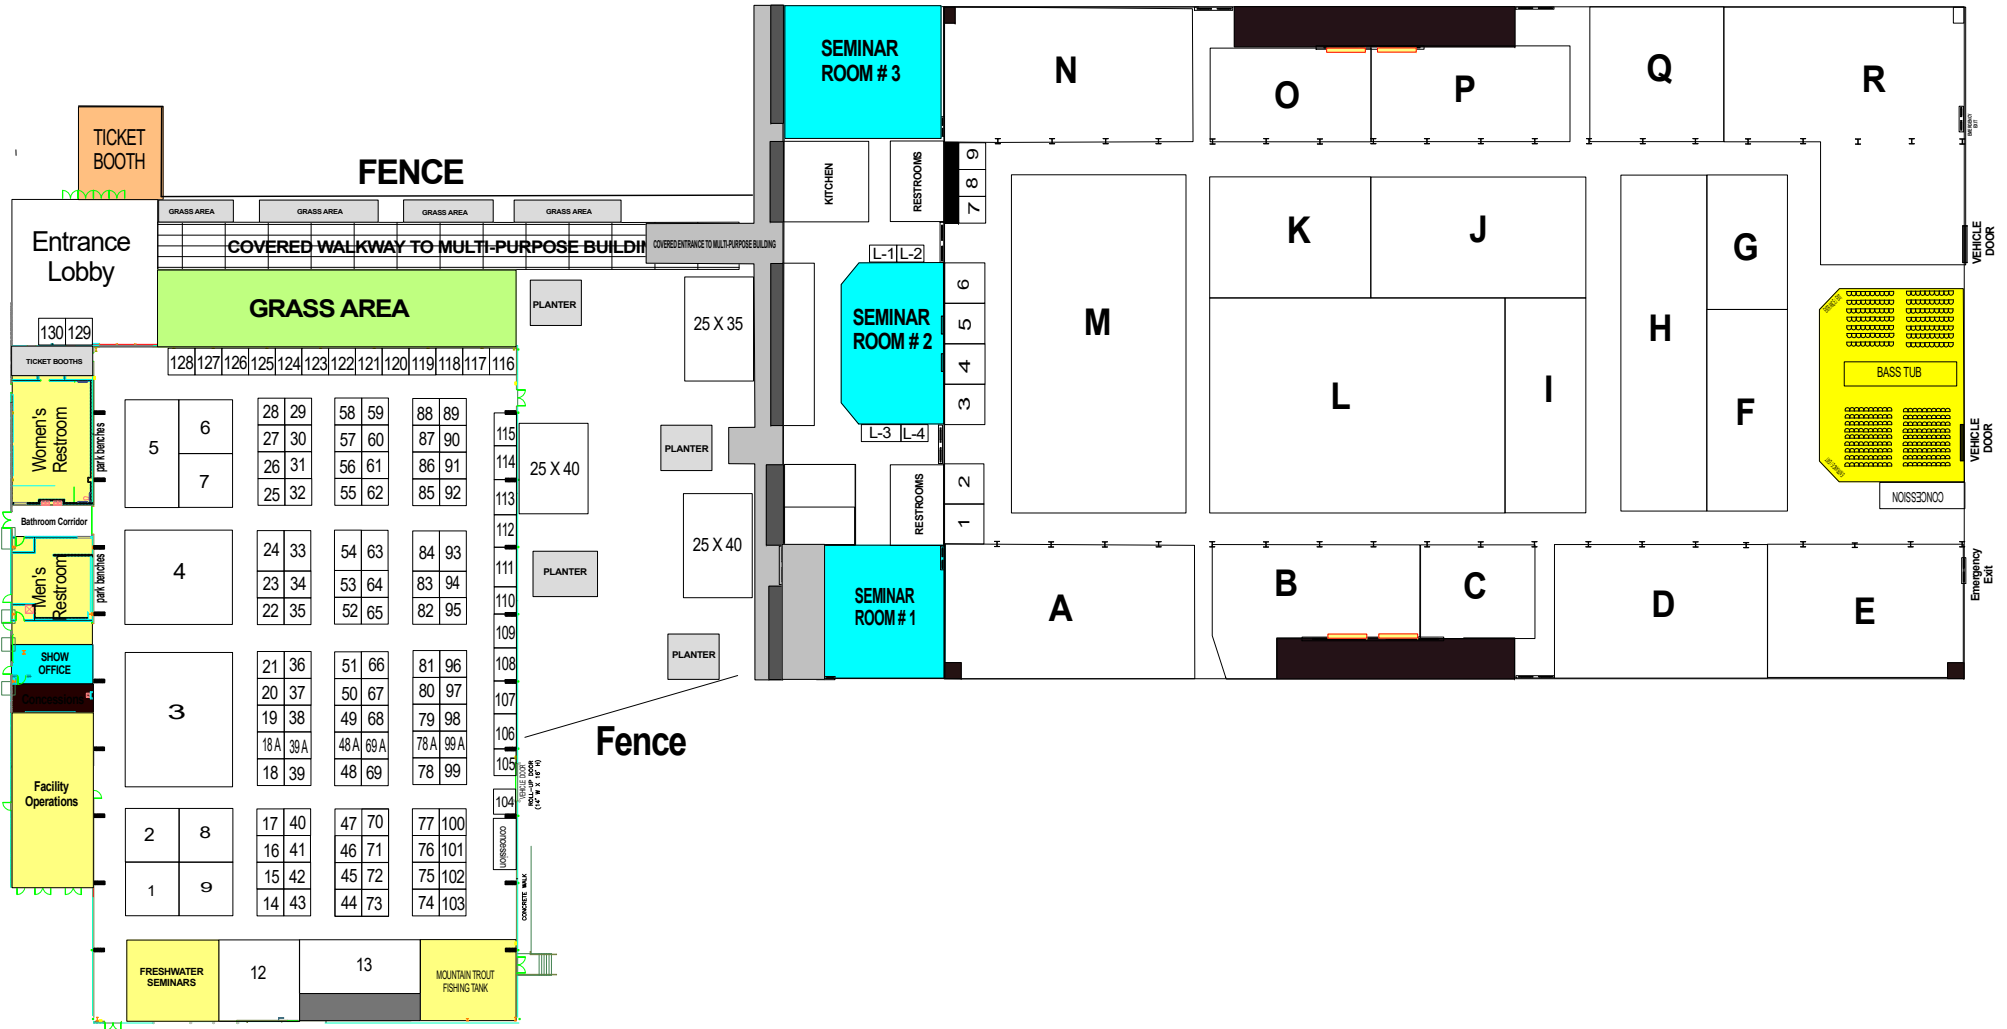 SEMINAR
ROOM # 3
N
O
P
Q
R
TICKET
BOOTH
FENCE
KITCHEN
RESTROOMS
9
8
7
EMERGENCY
EXIT
GRASS AREA
GRASS AREA
GRASS AREA
GRASS AREA
Entrance
Lobby
COVERED WALKWAY TO MULTI-PURPOSE BUILDIN
COVERED ENTRANCE TO MULTI-PURPOSE BUILDING
L-1 L-2
K
J
G
VEHICLE
DOOR
GRASS AREA
PLANTER
25 X 35
SEMINAR
ROOM # 2
6
5
4
3
M
L
I
H
F
BASS TUB
VEHICLE
DOOR
CONCESSION
130 129
TICKET BOOTHS
128 127 126 125 124 123 122 121 120 119 118 117 116
L-3 L-4
Women's
Restroom
park benches
5
6
7
28 29 58 59 88 89
27 30 57 60 87 90
26 31 56 61 86 91
25 32 55 62 85 92
115
114
113
112
111
110
109
108
107
106
105
104
25 X 40
PLANTER
25 X 40
RESTROOMS
2
1
Bathroom Corridor
Men's
Restroom
park benches
4
24 33 54 63 84 93
23 34 53 64 83 94
22 35 52 65 82 95
PLANTER
PLANTER
SEMINAR
ROOM # 1
A
B
C
D
E
Emergency
Exit
SHOW
OFFICE
Concessions
3
21 36 51 66 81 96
20 37 50 67 80 97
19 38 49 68 79 98
18 A 39 A 48 A 69 A 78 A 99 A
18 39 48 69 78 99
Fence
VEHICLE DOOR
ROLL-UP DOOR
(14' W X 16' H)
Facility
Operations
2 8
1 9
17 40 47 70 77 100
16 41 46 71 76 101
15 42 45 72 75 102
14 43 44 73 74 103
concession
CONCRETE WALK
FRESHWATER
SEMINARS
12
13
MOUNTAIN TROUT
FISHING TANK